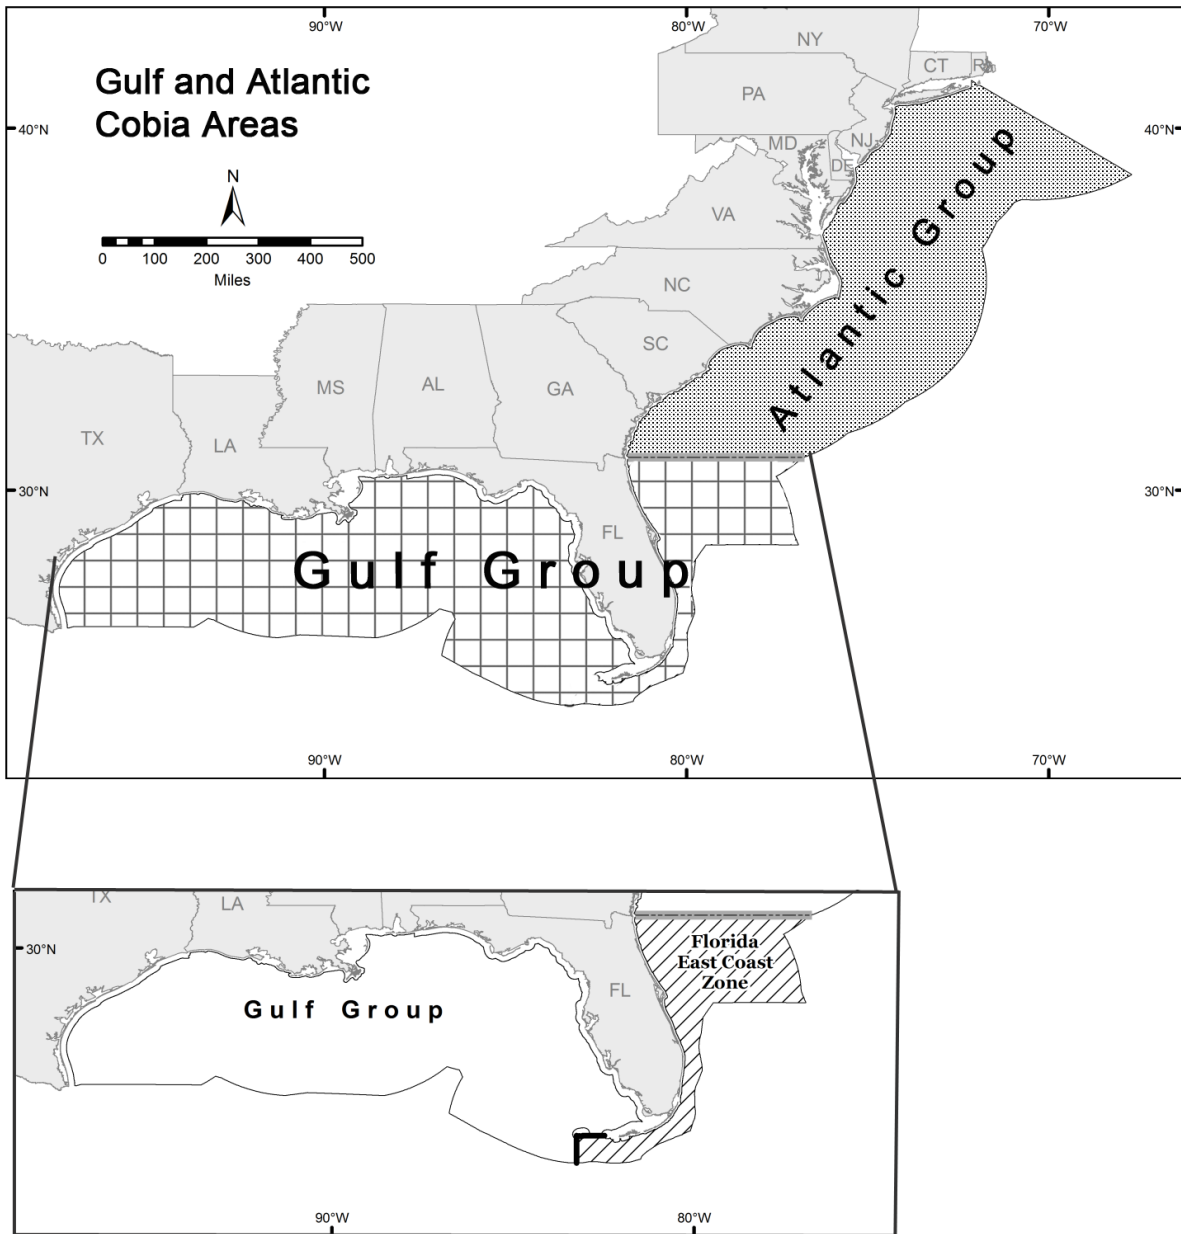 90°W
80°W
70°W
Gulf and Atlantic
Cobia Areas
N
0 100 200 300 400 500
Miles
40°N
40°N
30°N
30°N
NY
CT
RI
PA
NJ
MD
DE
VA
NC
SC
MS
AL
GA
TX
LA
FL
Atlantic Group
Gulf Group
90°W
80°W
70°W
TX
LA
30°N
FL
Florida
East Coast
Zone
Gulf Group
90°W
80°W